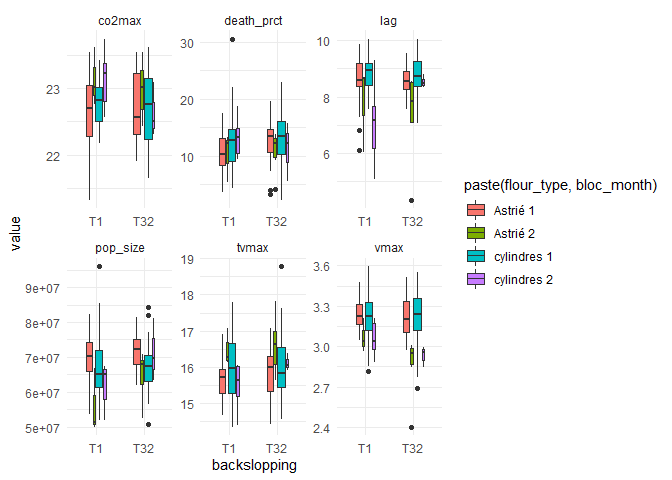 co2max
death_prct
lag
23
22
30
20
10
10
8
6
T1
T32
T1
T32
T1
T32
value
pop_size
tvmax
vmax
9e+07
8e+07
7e+07
6e+07
5e+07
19
18
17
16
15
3.6
3.3
3.0
2.7
2.4
T1
T32
T1
T32
T1
T32
backslopping
paste(flour_type, bloc_month)
Astrié 1
Astrié 2
cylindres 1
cylindres 2